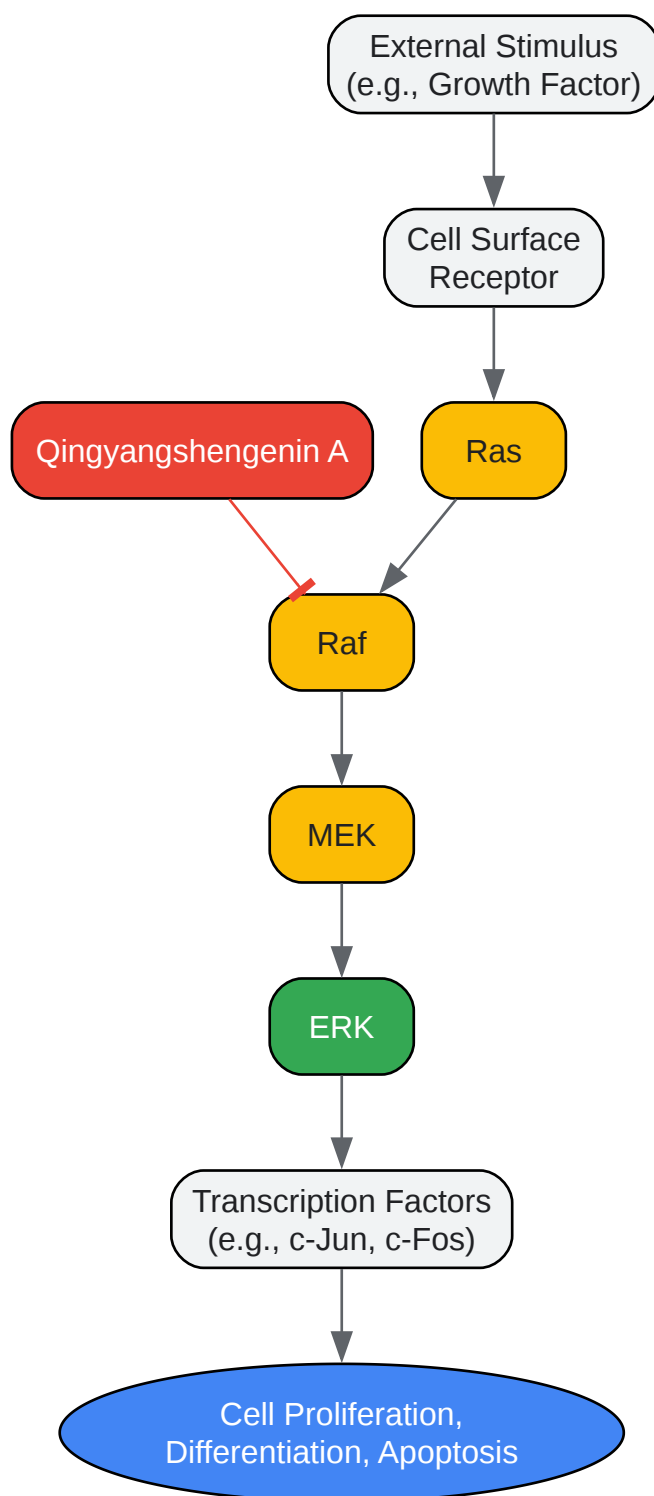 External Stimulus
(e.g., Growth Factor)
Cell Surface
Receptor
Qingyangshengenin A
Ras
Raf
MEK
ERK
Transcription Factors
(e.g., c-Jun, c-Fos)
Cell Proliferation,
Differentiation, Apoptosis